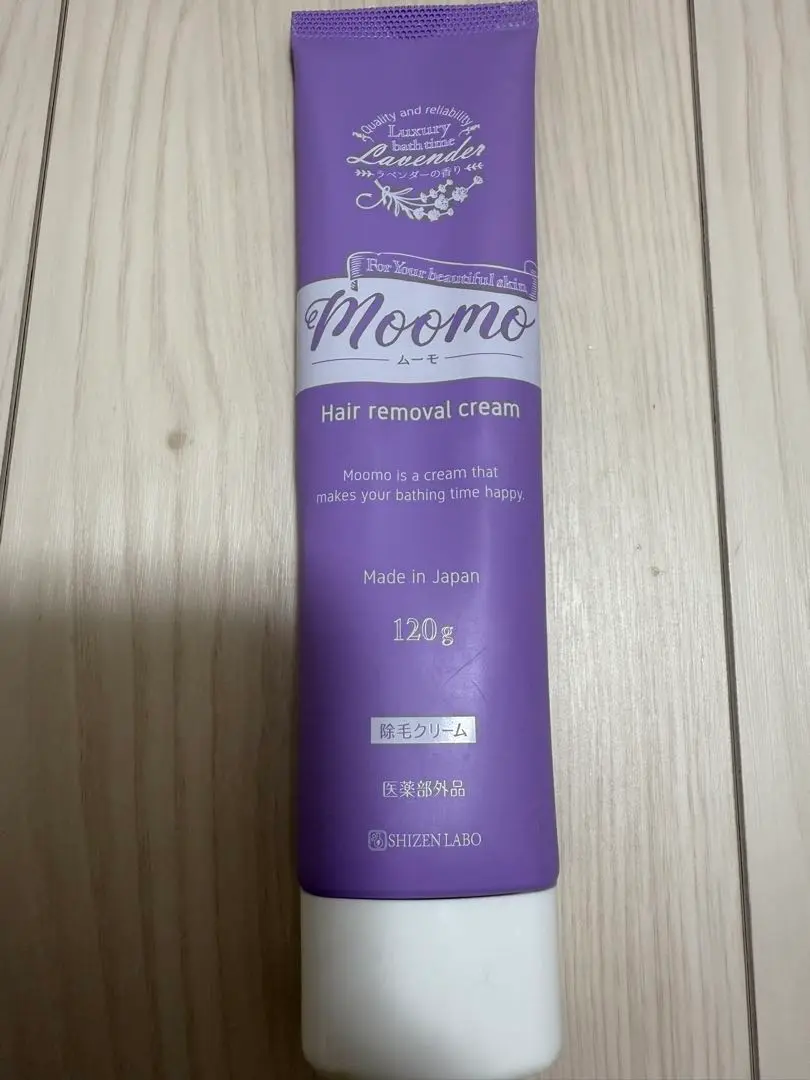 Quality and reliability
Luxury
bath time
Lavender
ラベンダーの香り
For Your beautiful skin
Moomo
ムーモ
Hair removal cream
Moomo is a cream that
makes your bathing time happy.
Made in Japan
120g
除毛クリーム
医薬部外品
SHIZEN LABO